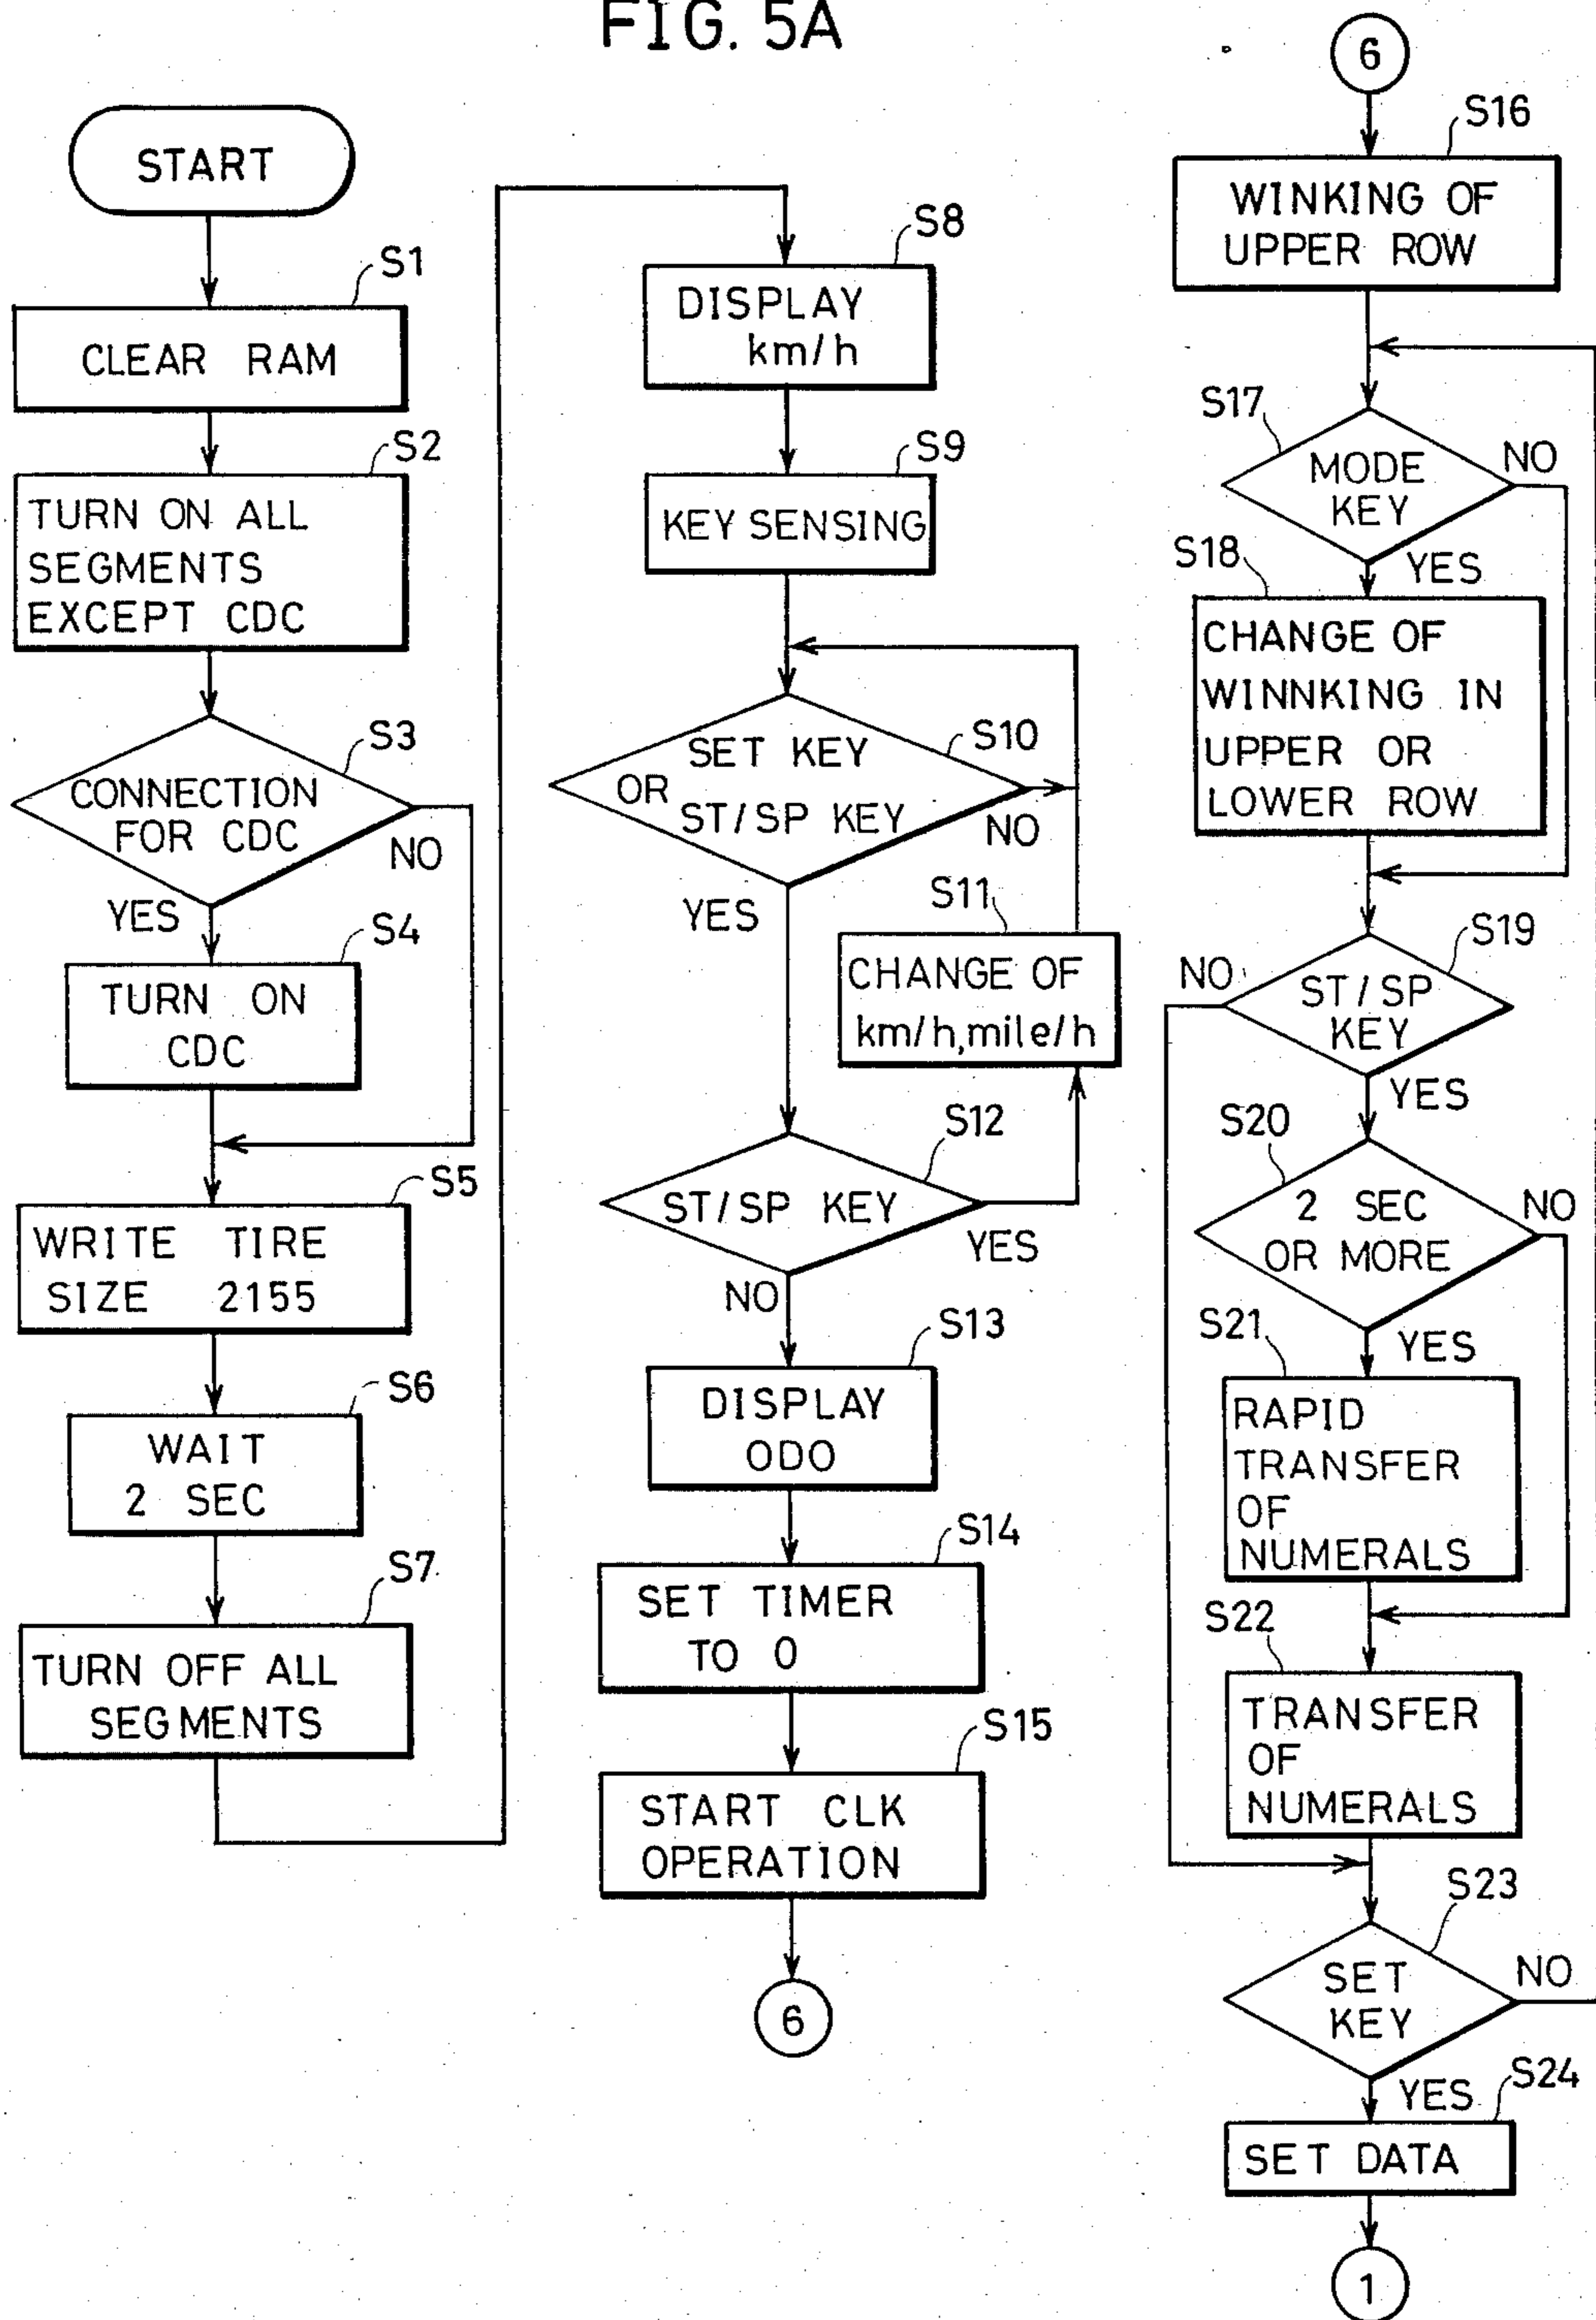 FIG. 5A
START
S1
CLEAR RAM
S2
TURN ON ALL
SEGMENTS
EXCEPT CDC
S3
CONNECTION
FOR CDC
NO
YES
S4
TURN ON
CDC
S5
WRITE TIRE
SIZE 2155
S6
WAIT
2 SEC
S7
TURN OFF ALL
SEGMENTS
S8
DISPLAY
km/h
S9
KEY SENSING
S10
SET KEY
OR
ST/SP KEY
NO
YES
S11
CHANGE OF
km/h,mile/h
S12
ST/SP KEY
YES
NO
S13
DISPLAY
ODO
S14
SET TIMER
TO 0
S15
START CLK
OPERATION
6
6
S16
WINKING OF
UPPER ROW
S17
MODE
KEY
NO
YES
S18
CHANGE OF
WINNKING IN
UPPER OR
LOWER ROW
S19
NO
ST/SP
KEY
YES
S20
2 SEC
OR MORE
NO
YES
S21
RAPID
TRANSFER
OF
NUMERALS
S22
TRANSFER
OF
NUMERALS
S23
SET
KEY
NO
YES
S24
SET DATA
1